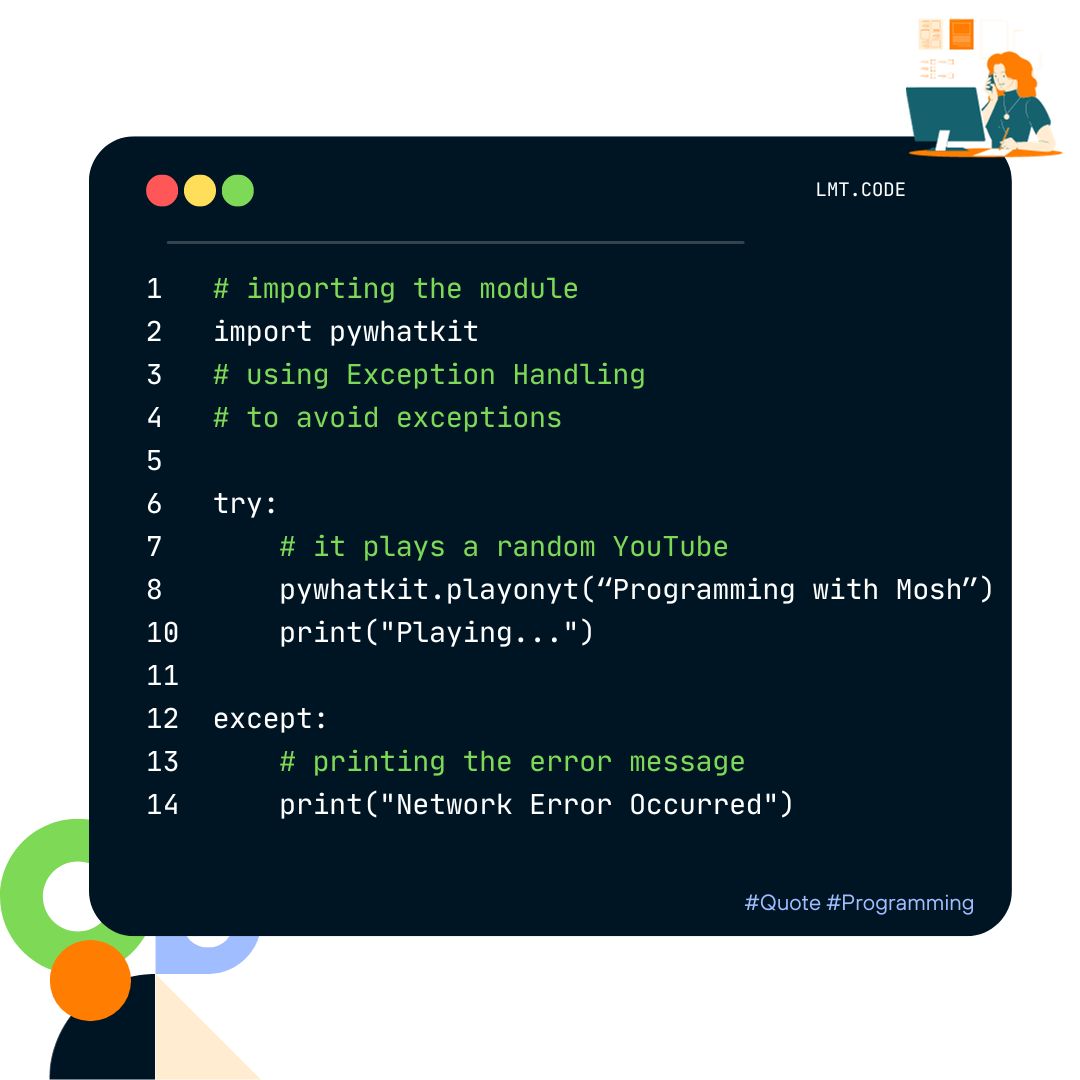 LMT.CODE
1 # importing the module
2 import pywhatkit
3 # using Exception Handling
4 # to avoid exceptions
5
6 try:
7     # it plays a random YouTube
8     pywhatkit.playonyt(“Programming with Mosh”)
10     print("Playing...")
11
12 except:
13     # printing the error message
14     print("Network Error Occurred")
#Quote #Programming